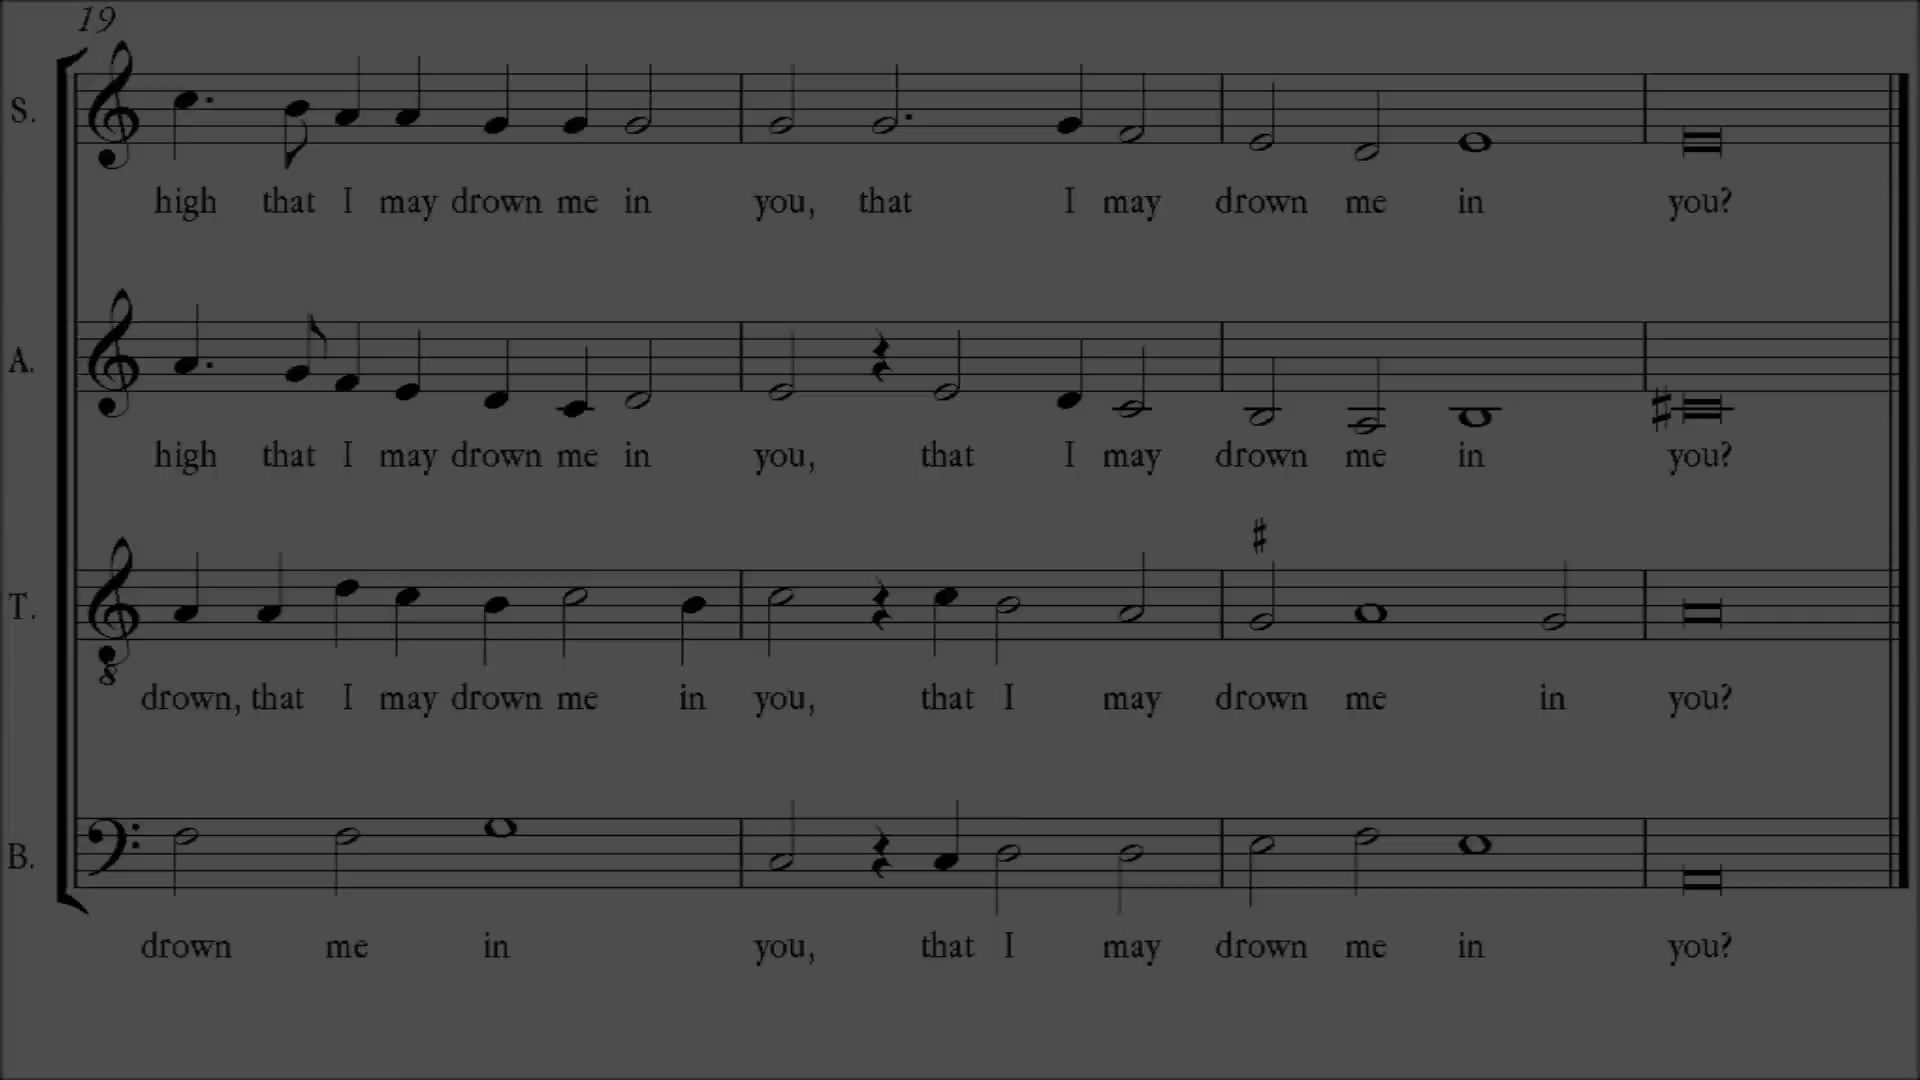 19
S.
high that I may drown me in you, that I may drown me in you?
A.
high that I may drown me in you, that I may drown me in you?
T.
8
drown, that I may drown me in you, that I may drown me in you?
B.
drown me in you, that I may drown me in you?